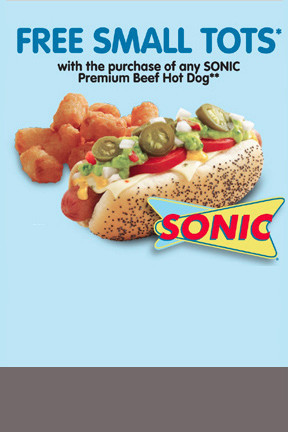 FREE SMALL TOTS*
with the purchase of any SONIC
Premium Beef Hot Dog**
SONIC